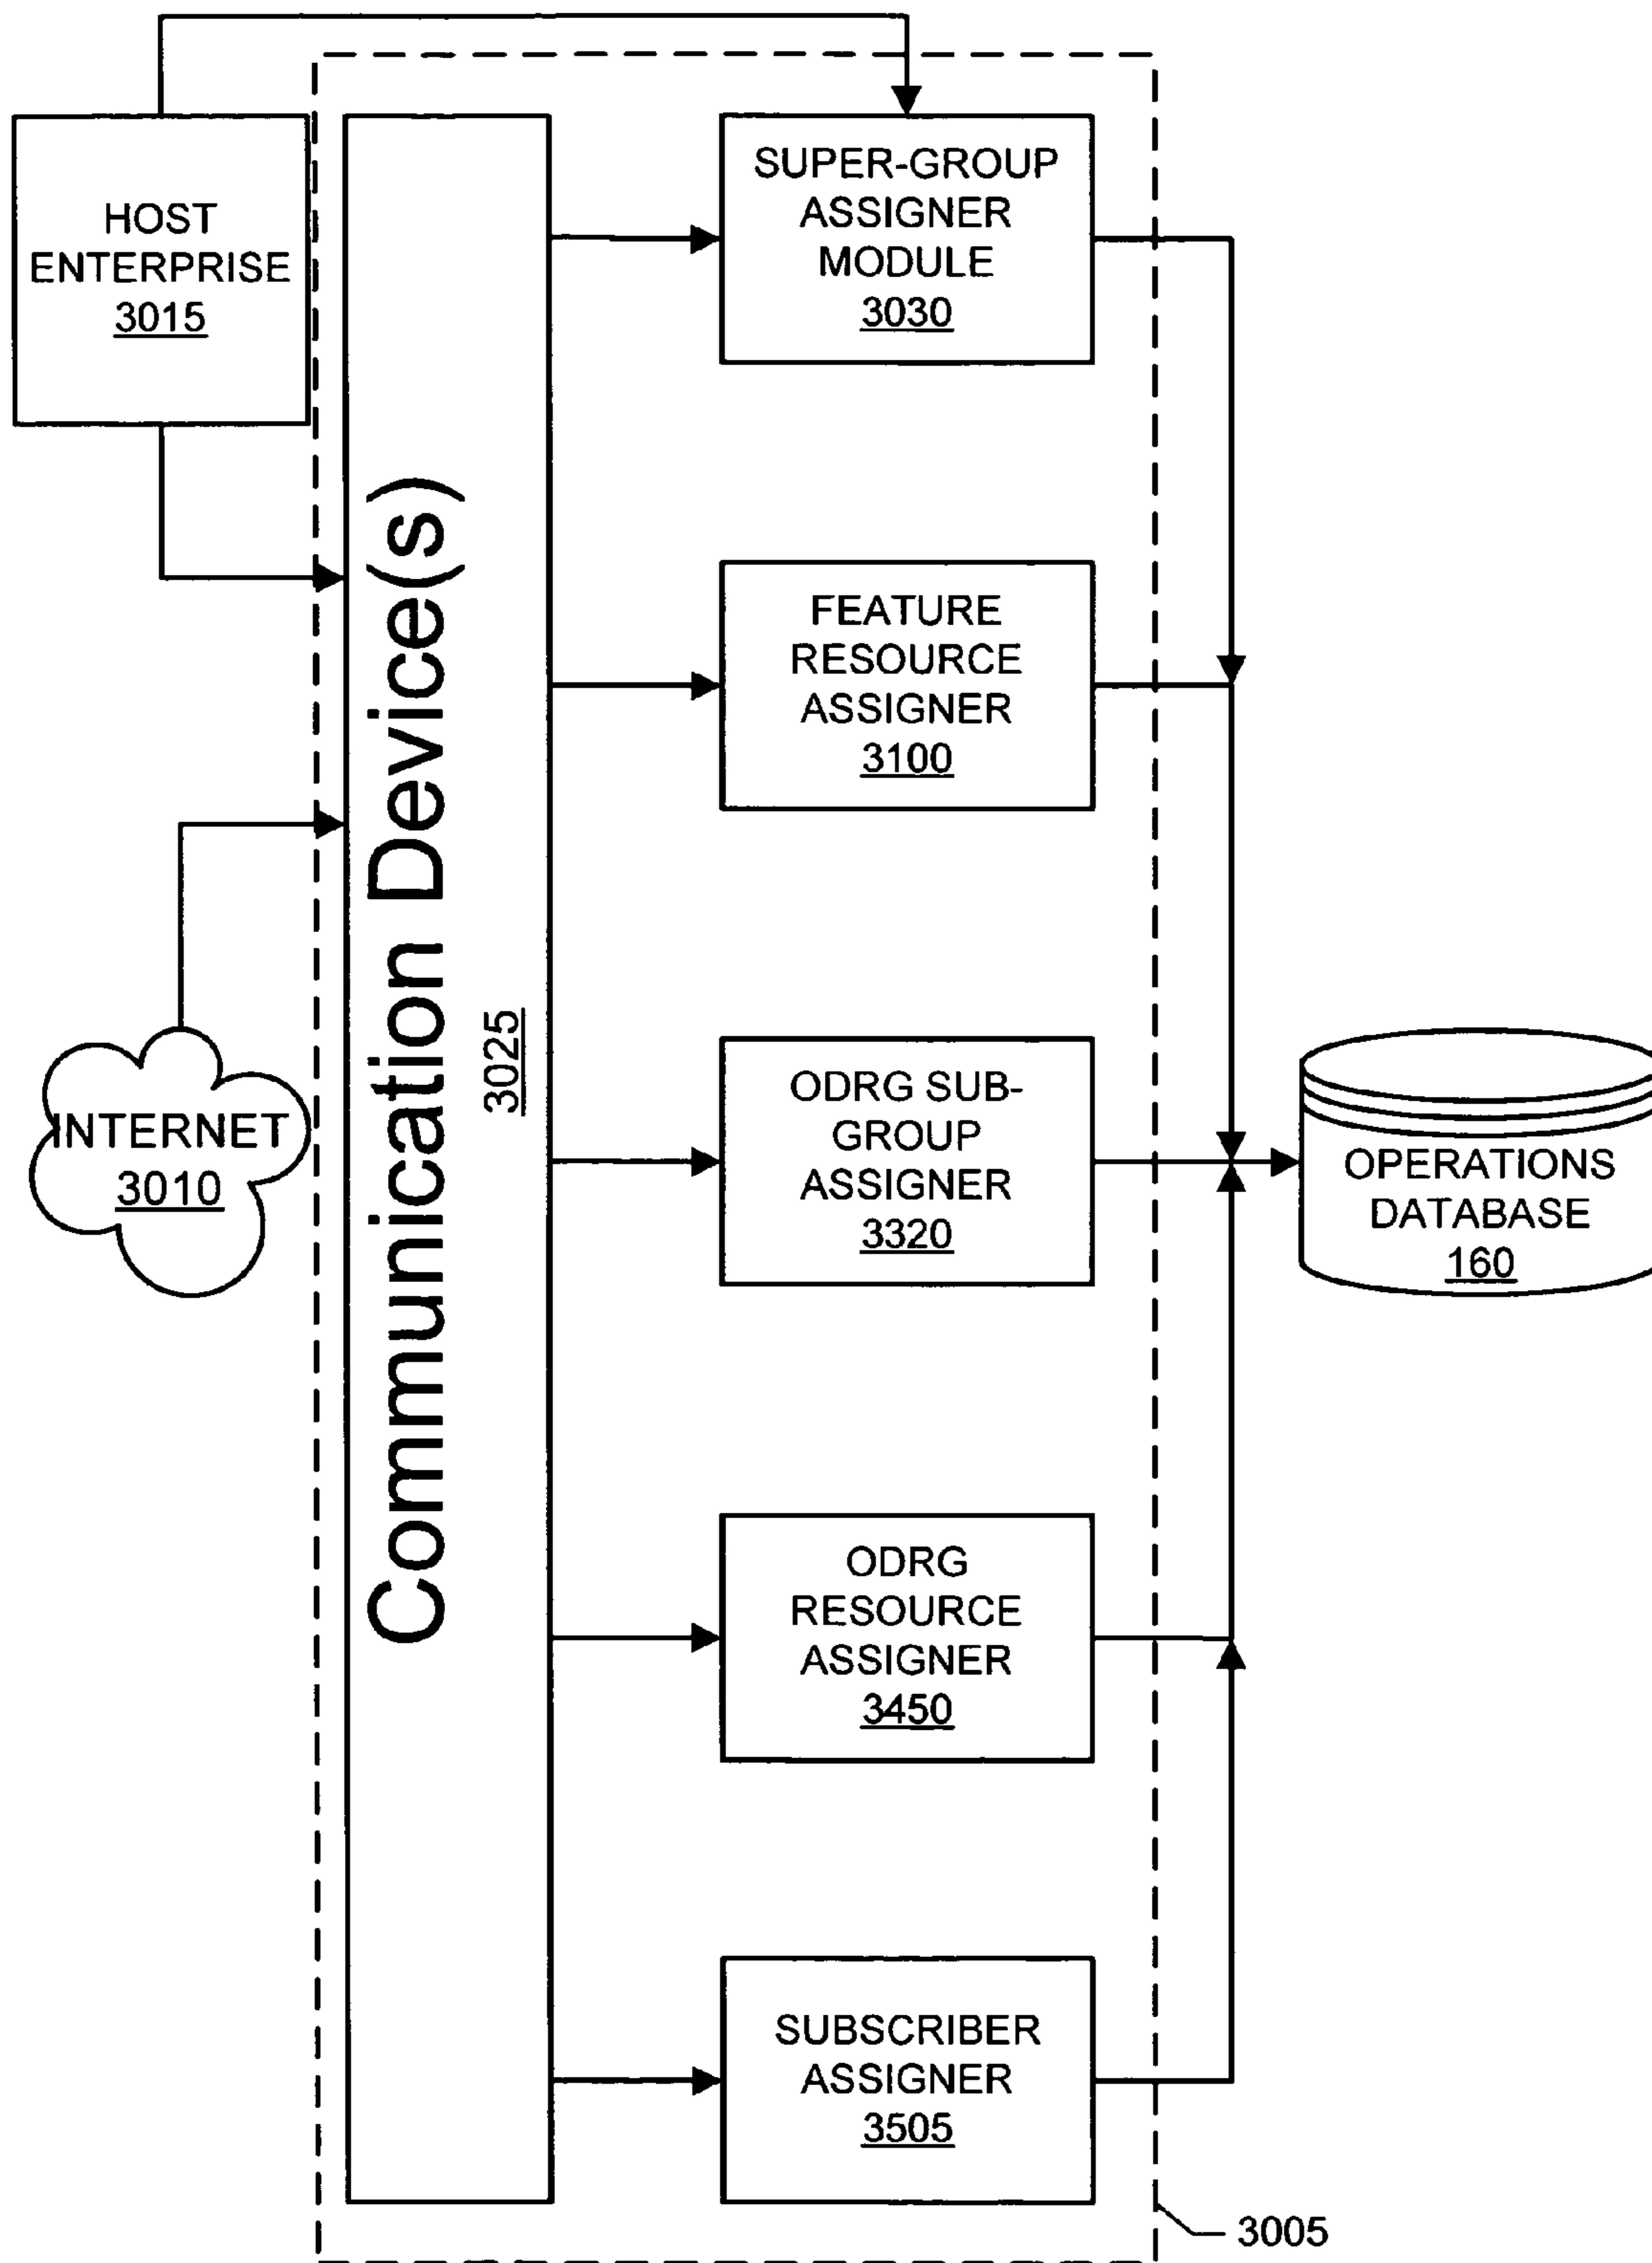 HOST
ENTERPRISE
3015
SUPER-GROUP
ASSIGNER
MODULE
3030
Communication Device(s)
3025
FEATURE
RESOURCE
ASSIGNER
3100
INTERNET
3010
ODRG SUB-
GROUP
ASSIGNER
3320
OPERATIONS
DATABASE
160
ODRG
RESOURCE
ASSIGNER
3450
SUBSCRIBER
ASSIGNER
3505
3005